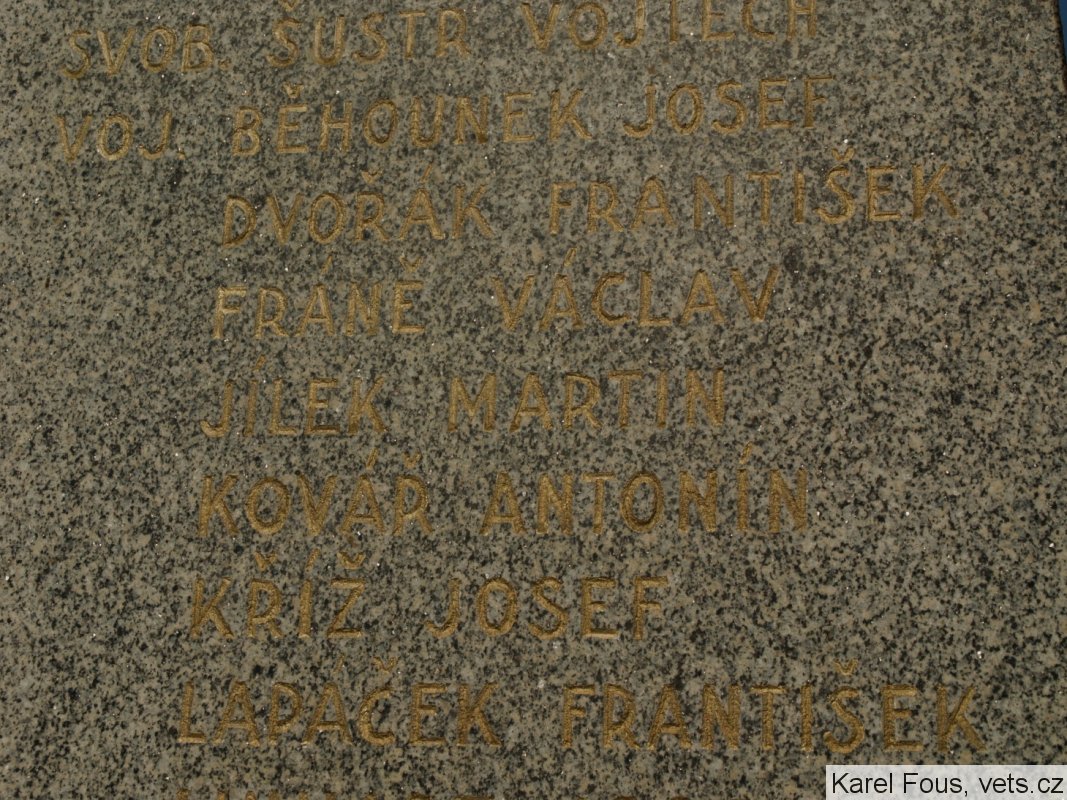 SVOB. ŠUSTR VOJTĚCH
VOJ. BĚHOUNEK JOSEF
DVOŘÁK FRANTIŠEK
FRÁNĚ VÁCLAV
JÍLEK MARTIN
KOVÁŘ ANTONÍN
KŘÍŽ JOSEF
LAPÁČEK FRANTIŠEK
Karel Fous, vets.cz